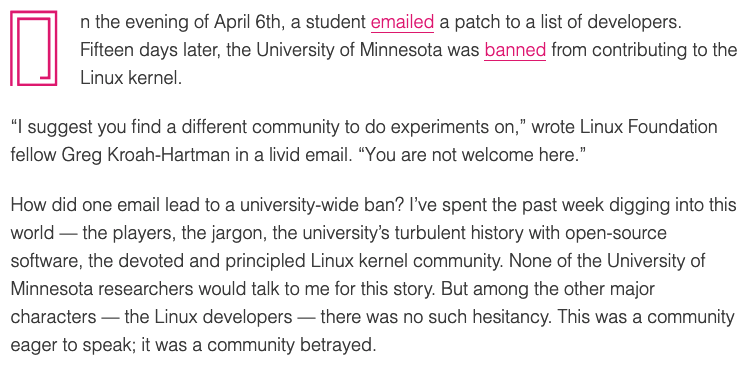 On the evening of April 6th, a student emailed a patch to a list of developers.
Fifteen days later, the University of Minnesota was banned from contributing to the
Linux kernel.
“I suggest you find a different community to do experiments on,” wrote Linux Foundation
fellow Greg Kroah-Hartman in a livid email. “You are not welcome here.”
How did one email lead to a university-wide ban? I’ve spent the past week digging into this
world — the players, the jargon, the university’s turbulent history with open-source
software, the devoted and principled Linux kernel community. None of the University of
Minnesota researchers would talk to me for this story. But among the other major
characters — the Linux developers — there was no such hesitancy. This was a community
eager to speak; it was a community betrayed.